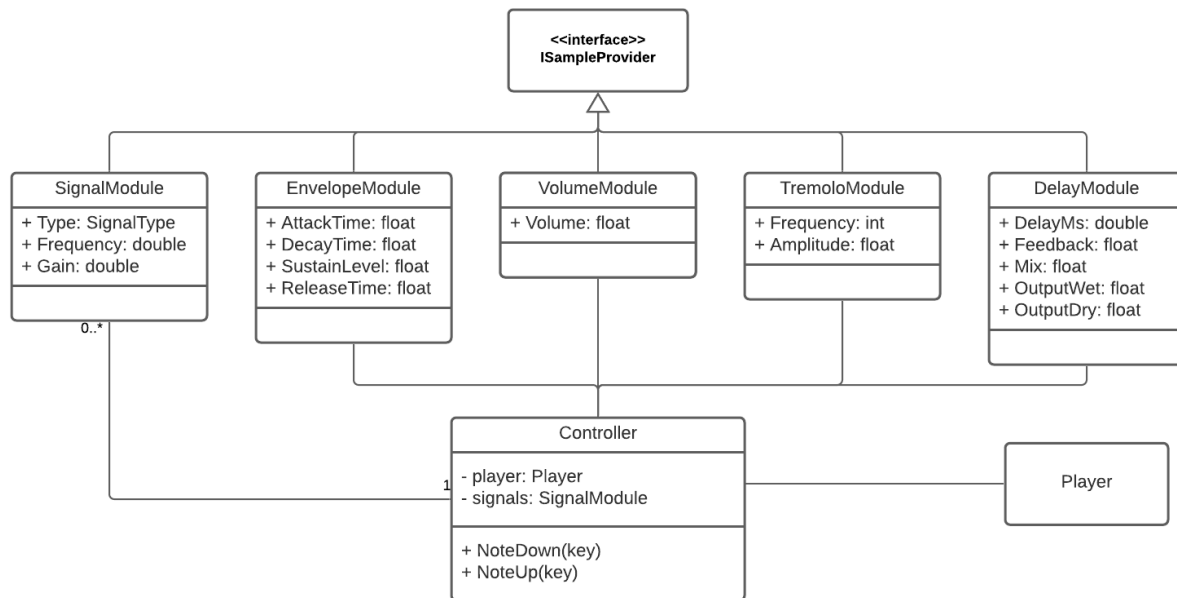 <<interface>>
ISampleProvider
SignalModule
+ Type: SignalType
+ Frequency: double
+ Gain: double
EnvelopeModule
+ AttackTime: float
+ DecayTime: float
+ SustainLevel: float
+ ReleaseTime: float
VolumeModule
+ Volume: float
TremoloModule
+ Frequency: int
+ Amplitude: float
DelayModule
+ DelayMs: double
+ Feedback: float
+ Mix: float
+ OutputWet: float
+ OutputDry: float
0..*
1
Controller
- player: Player
- signals: SignalModule
+ NoteDown(key)
+ NoteUp(key)
Player